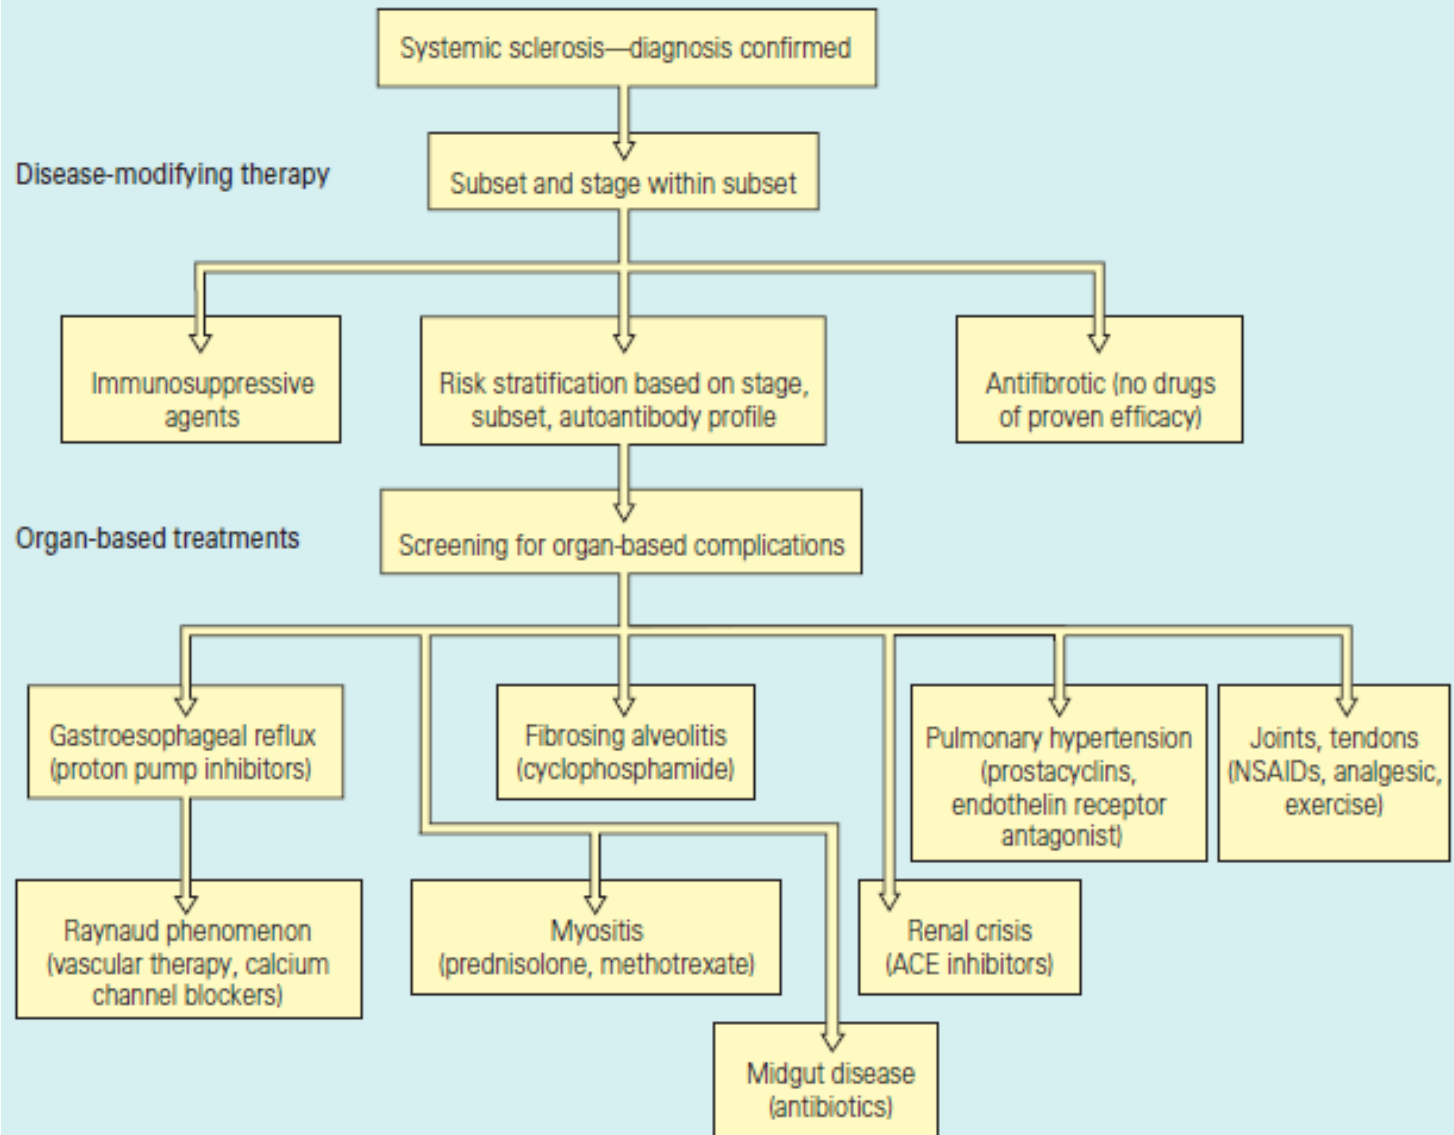 Systemic sclerosis—diagnosis confirmed
Disease-modifying therapy
Subset and stage within subset
Immunosuppressive
agents
Risk stratification based on stage,
subset, autoantibody profile
Antifibrotic (no drugs
of proven efficacy)
Organ-based treatments
Screening for organ-based complications
Gastroesophageal reflux
(proton pump inhibitors)
Fibrosing alveolitis
(cyclophosphamide)
Pulmonary hypertension
(prostacyclins,
endothelin receptor
antagonist)
Joints, tendons
(NSAIDs, analgesic,
exercise)
Raynaud phenomenon
(vascular therapy, calcium
channel blockers)
Myositis
(prednisolone, methotrexate)
Renal crisis
(ACE inhibitors)
Midgut disease
(antibiotics)